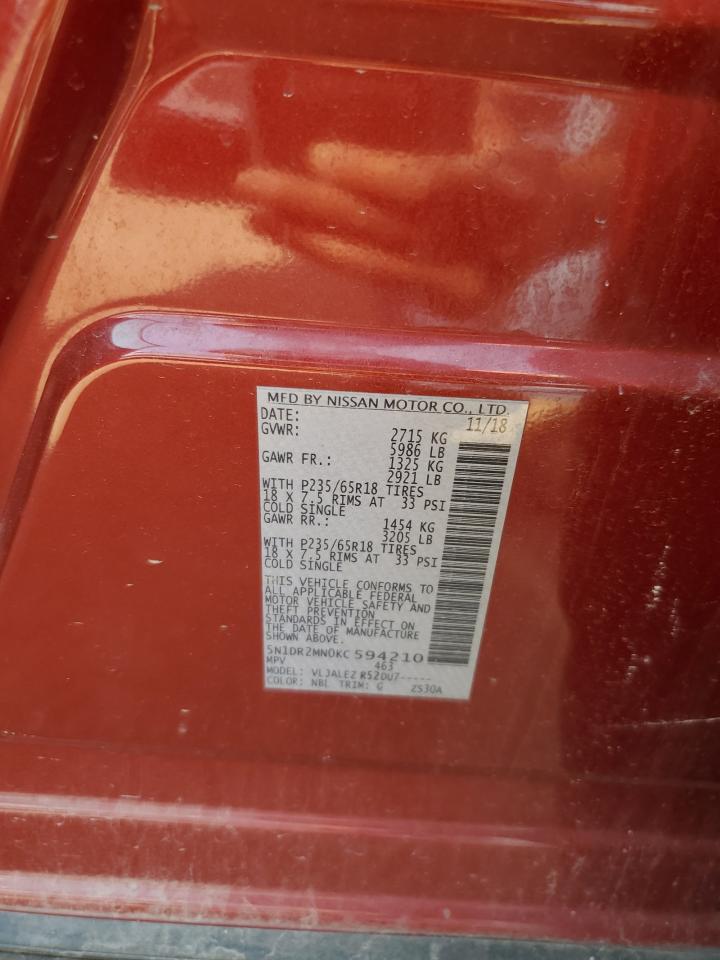 MFD BY NISSAN MOTOR CO., LTD.
DATE: 11/18
GVWR: 2715 KG
5986 LB
GAWR FR.: 1325 KG
2921 LB
WITH P235/65R18 TIRES
18 X 7.5 RIMS AT 33 PSI
COLD SINGLE
GAWR RR.: 1454 KG
3205 LB
WITH P235/65R18 TIRES
18 X 7.5 RIMS AT 33 PSI
COLD SINGLE
THIS VEHICLE CONFORMS TO
ALL APPLICABLE FEDERAL
MOTOR VEHICLE SAFETY AND
THEFT PREVENTION
STANDARDS IN EFFECT ON
THE DATE OF MANUFACTURE
SHOWN ABOVE.
5N1DR2MN0KC594210
MPV 463
MODEL: VLJALEZ R52DU7-----
COLOR: NBL TRIM: G ZS30A